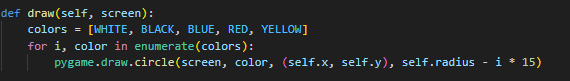 def draw(self, screen):
    colors = [WHITE, BLACK, BLUE, RED, YELLOW]
    for i, color in enumerate(colors):
        pygame.draw.circle(screen, color, (self.x, self.y), self.radius - i * 15)